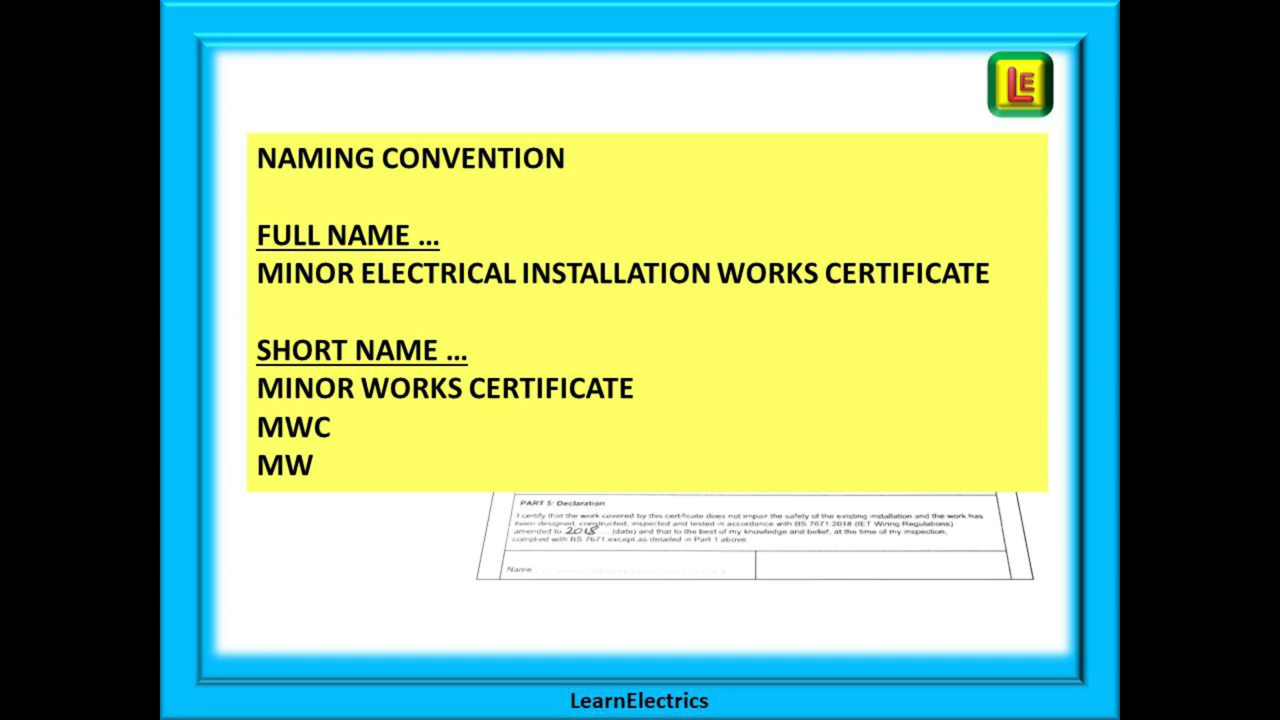 LE
NAMING CONVENTION
FULL NAME ...
MINOR ELECTRICAL INSTALLATION WORKS CERTIFICATE
SHORT NAME ...
MINOR WORKS CERTIFICATE
MWC
MW
PART 5: Declaration
I certify that the work covered by this certificate does not impair the safety of the existing installation and the work has
been designed, constructed, inspected and tested in accordance with BS 7671:2018 (IET Wiring Regulations)
amended to 2018 (date) and that to the best of my knowledge and belief, at the time of my inspection,
complied with BS 7671 except as detailed in Part 1 above.
Name
LearnElectrics